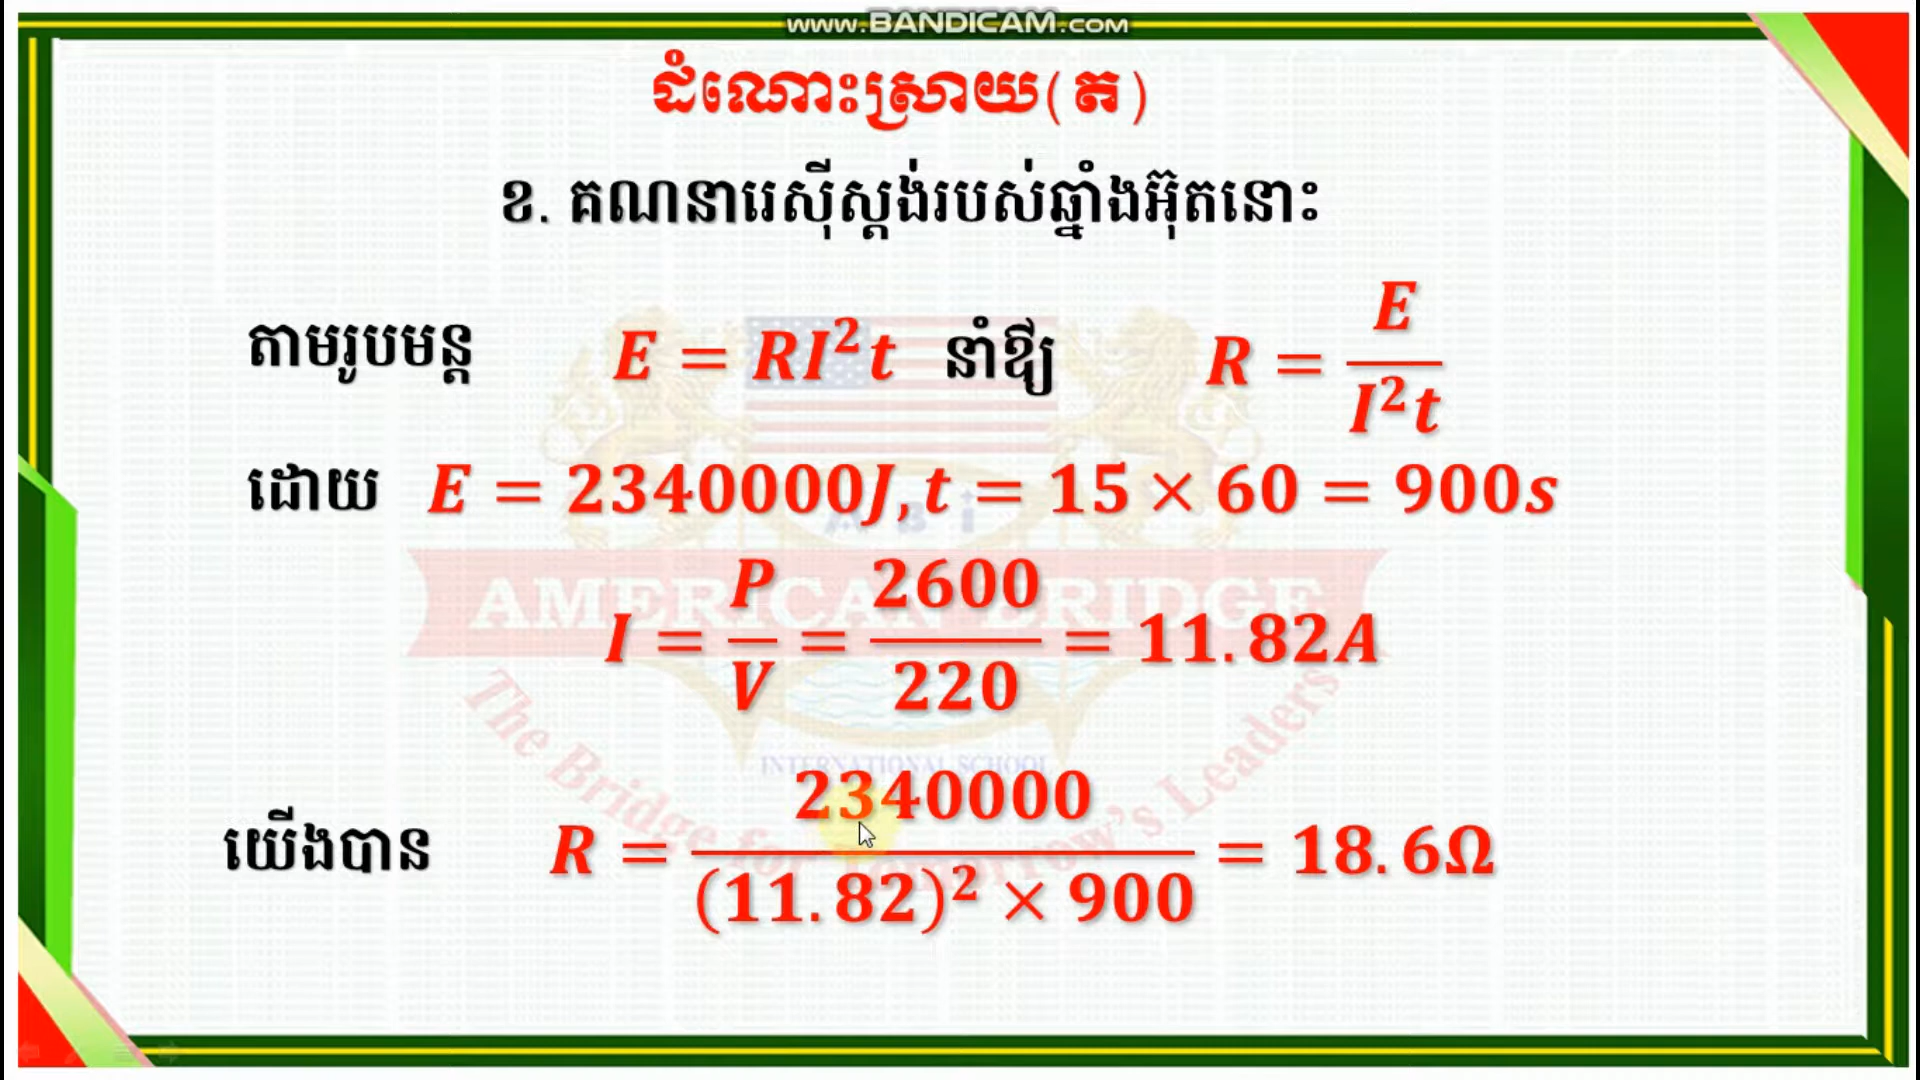 www.BANDICAM.com
ដំណោះស្រាយ(ត)
ខ. គណនារេស៊ីស្តង់របស់ឆ្នាំងអ៊ុតនោះ
តាមរូបមន្ត E = RI²t នាំឱ្យ R = E/I²t
ដោយ E = 2340000J, t = 15 × 60 = 900s
I = P/V = 2600/220 = 11.82A
យើងបាន R = 2340000/(11.82)² × 900 = 18.6Ω
ABi
AMERICAN BRIDGE
INTERNATIONAL SCHOOL
The Bridge for Tomorrow's Leaders